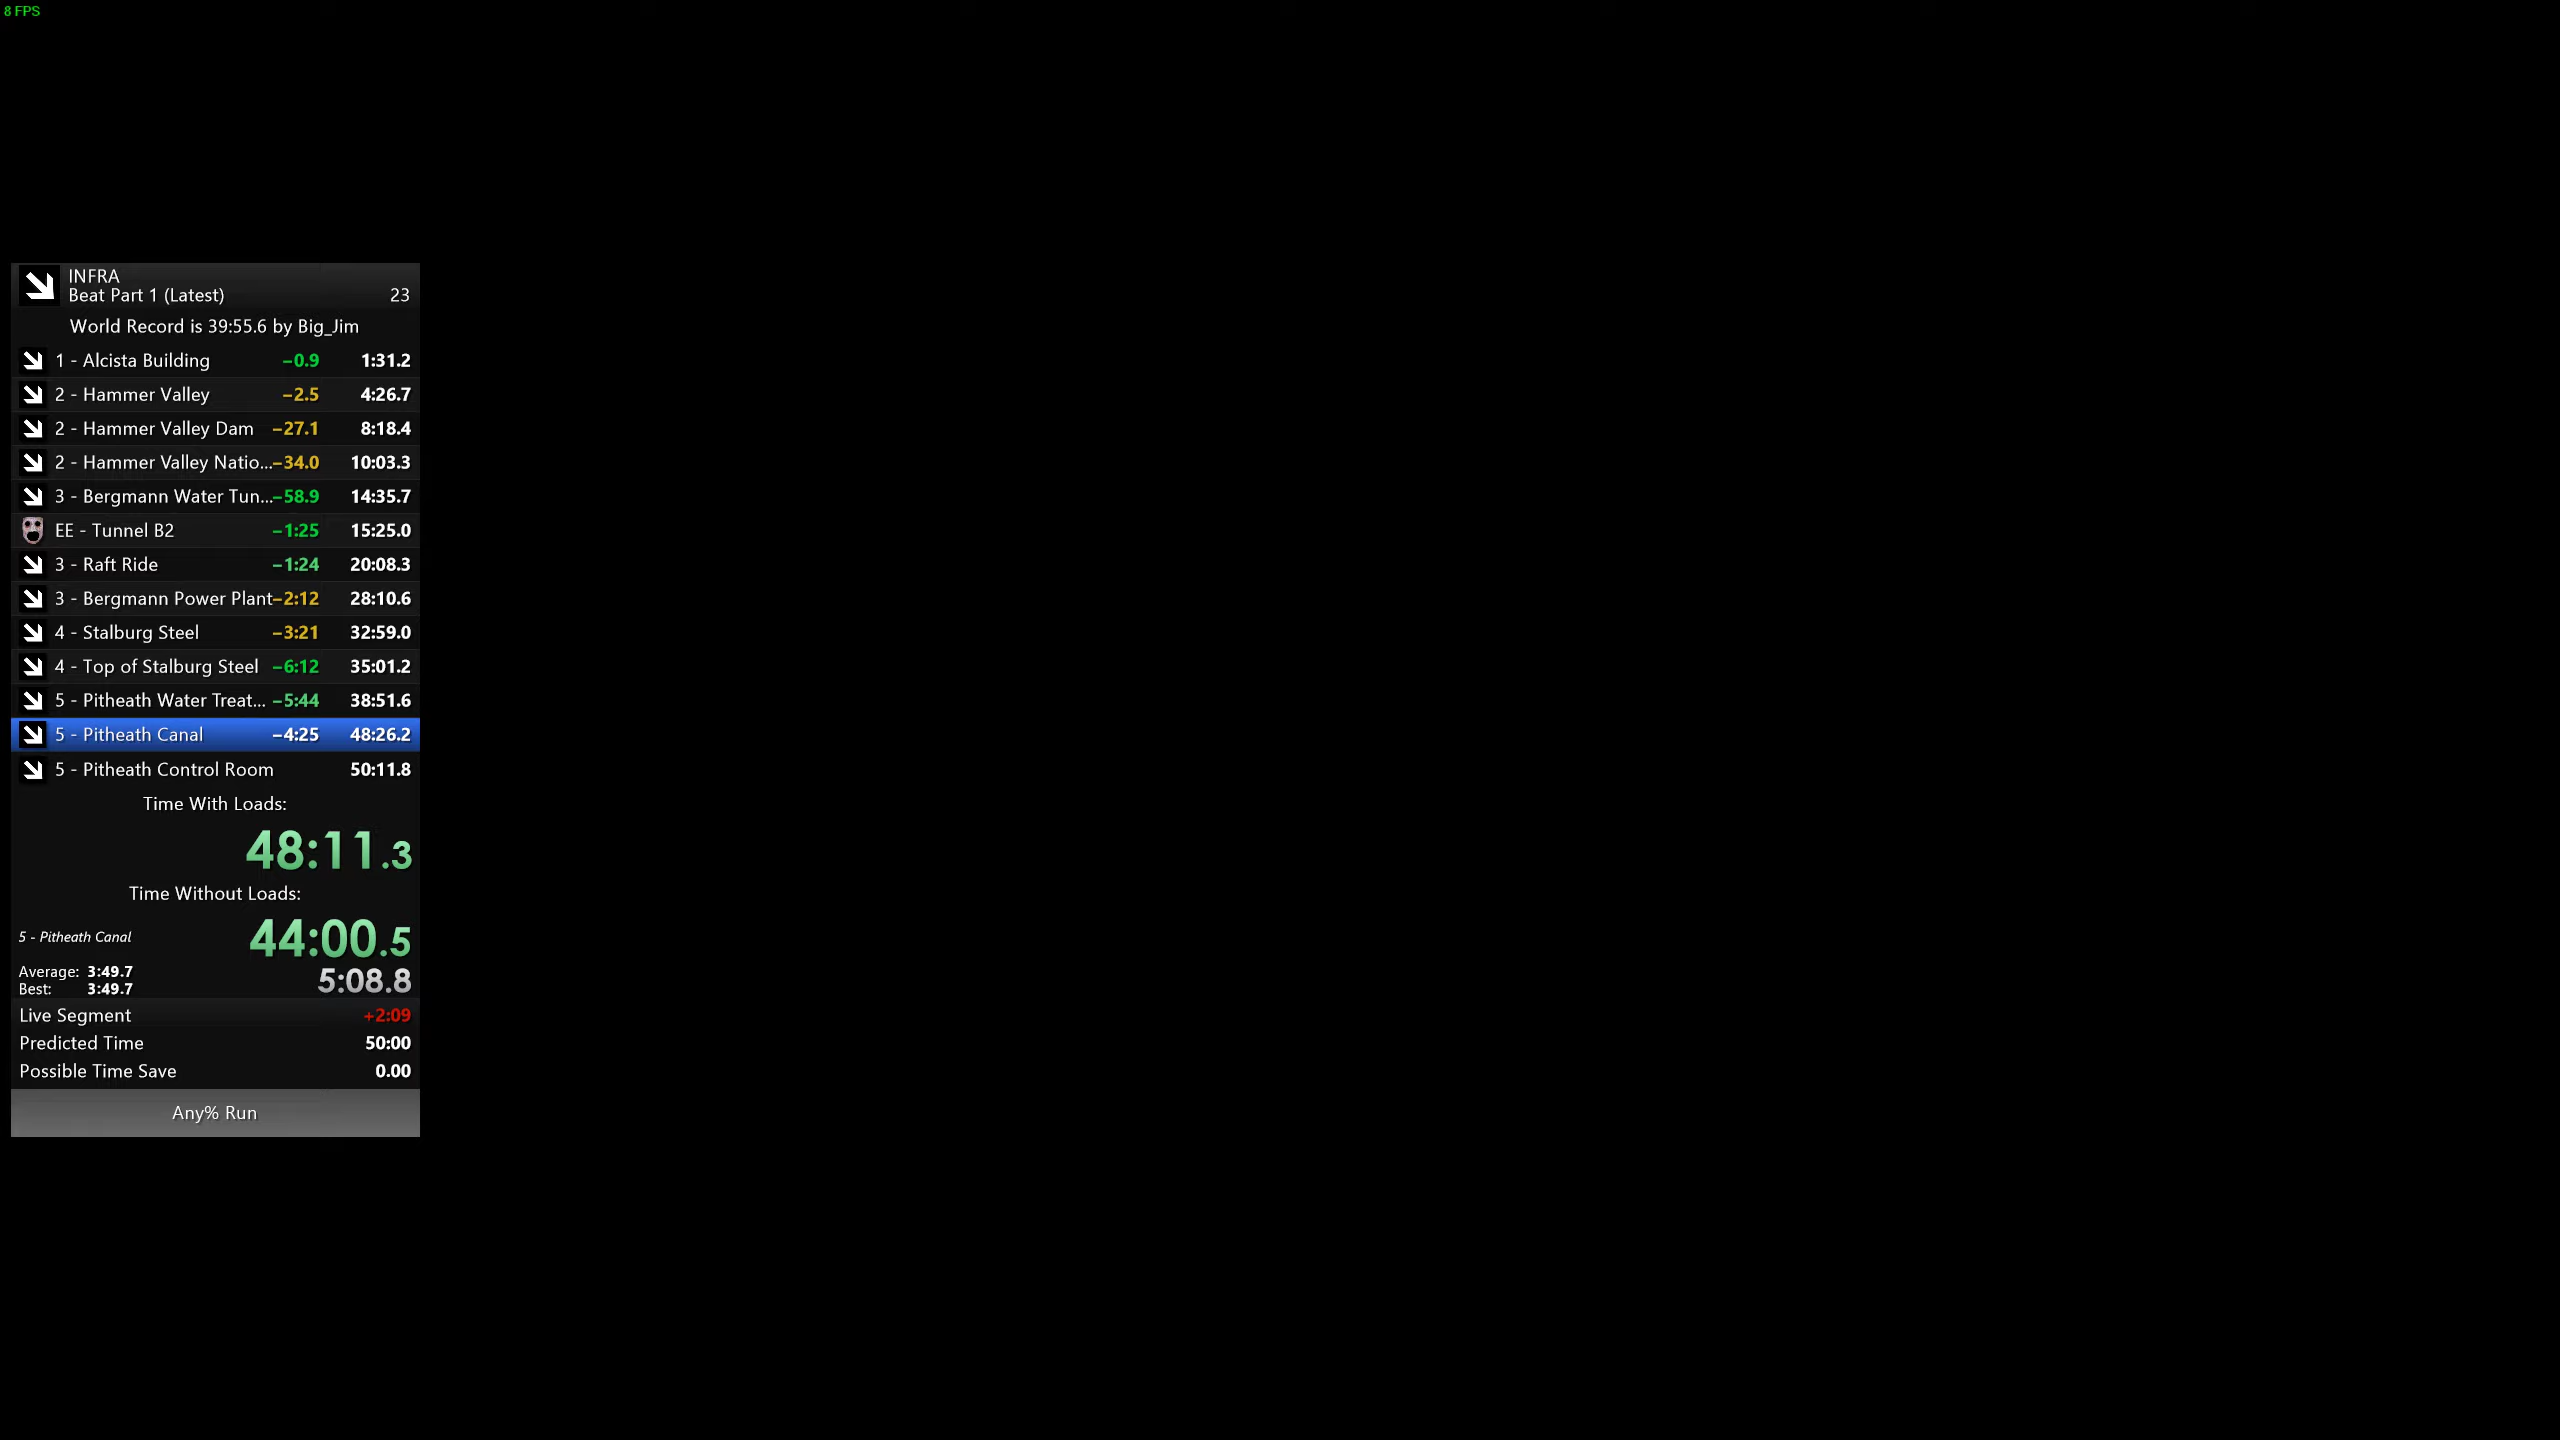 8 FPS
INFRA
Beat Part 1 (Latest) 23
World Record is 39:55.6 by Big_Jim
1 - Alcista Building −0.9 1:31.2
2 - Hammer Valley −2.5 4:26.7
2 - Hammer Valley Dam −27.1 8:18.4
2 - Hammer Valley Natio... −34.0 10:03.3
3 - Bergmann Water Tun... −58.9 14:35.7
EE - Tunnel B2 −1:25 15:25.0
3 - Raft Ride −1:24 20:08.3
3 - Bergmann Power Plant −2:12 28:10.6
4 - Stalburg Steel −3:21 32:59.0
4 - Top of Stalburg Steel −6:12 35:01.2
5 - Pitheath Water Treat... −5:44 38:51.6
5 - Pitheath Canal −4:25 48:26.2
5 - Pitheath Control Room 50:11.8
Time With Loads:
48:11.3
Time Without Loads:
5 - Pitheath Canal 44:00.5
Average: 3:49.7 5:08.8
Best: 3:49.7
Live Segment +2:09
Predicted Time 50:00
Possible Time Save 0.00
Any% Run